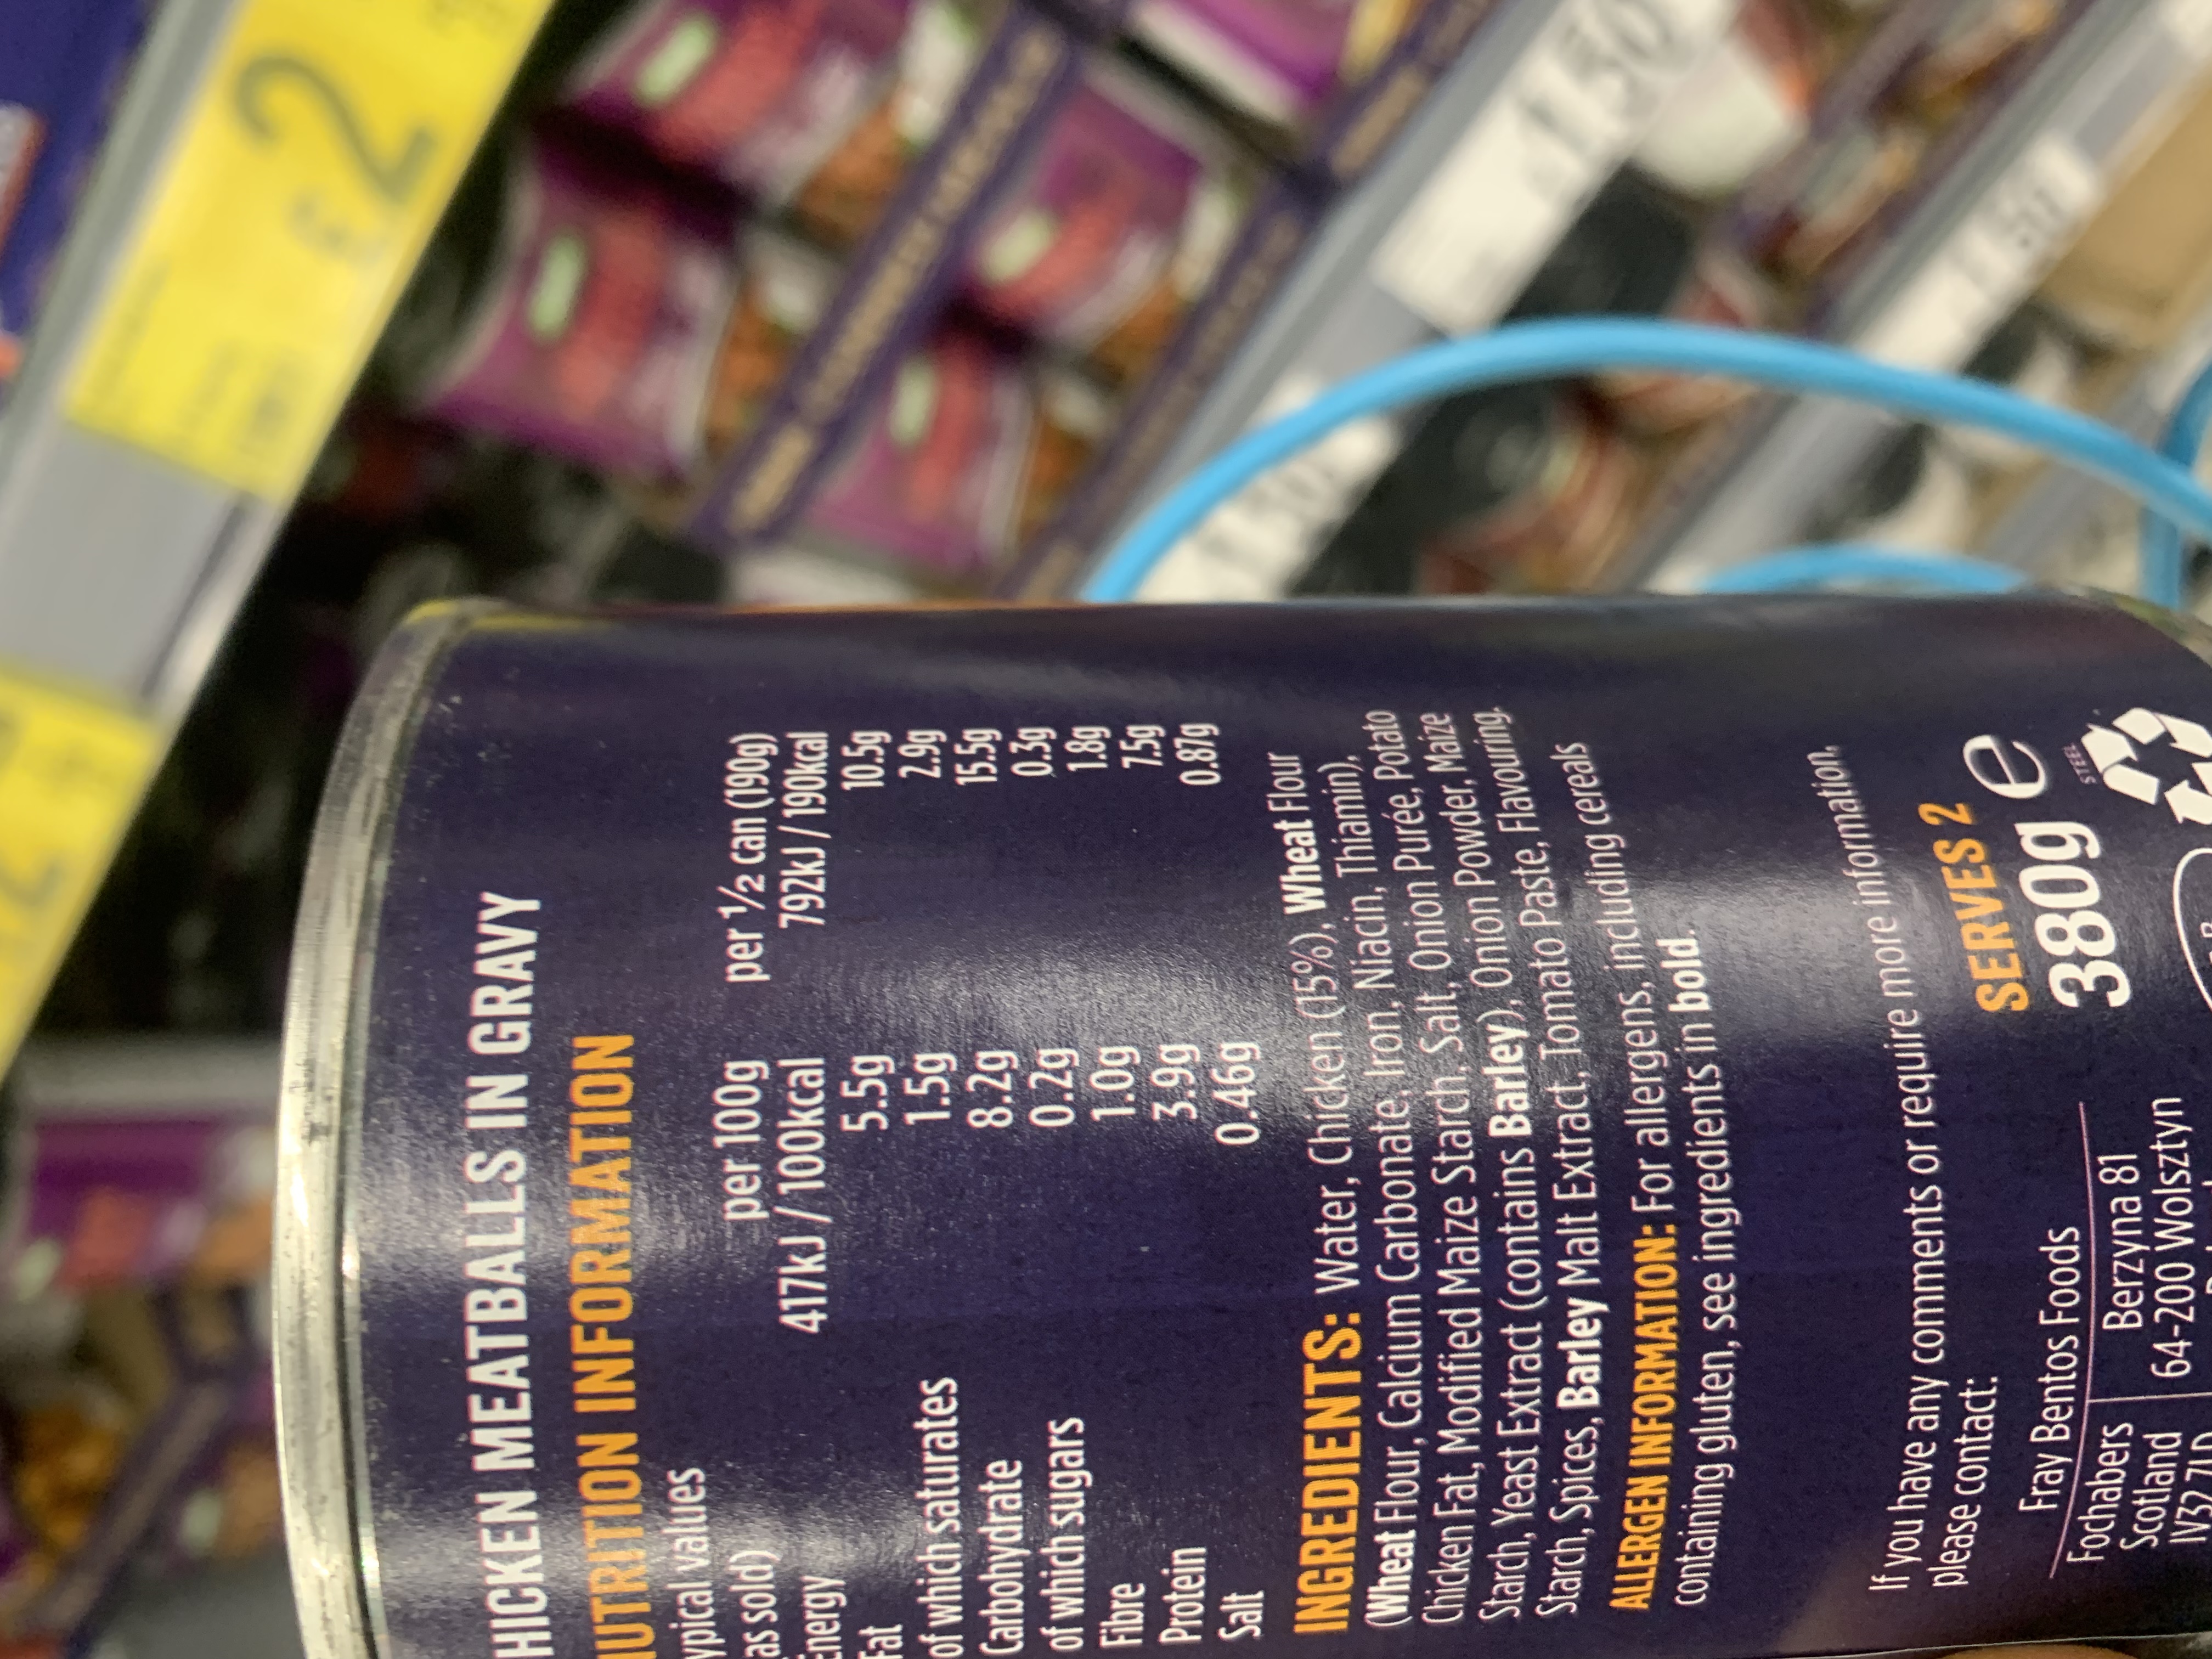 HICKEN MEATBALLS IN GRAVY
NUTRITION INFORMATION
ypical values
(as sold) per 100g per ½ can (190g)
Energy 417kJ / 100kcal 792kJ / 190kcal
Fat 5.5g 10.5g
of which saturates 1.5g 2.9g
Carbohydrate 8.2g 15.5g
of which sugars 0.2g 0.3g
Fibre 1.0g 1.8g
Protein 3.9g 7.5g
Salt 0.46g 0.87g
INGREDIENTS: Water, Chicken (15%), Wheat Flour
(Wheat Flour, Calcium Carbonate, Iron, Niacin, Thiamin),
Chicken Fat, Modified Maize Starch, Salt, Onion Purée, Potato
Starch, Yeast Extract (contains Barley), Onion Powder, Maize
Starch, Spices, Barley Malt Extract, Tomato Paste, Flavouring.
ALLERGEN INFORMATION: For allergens, including cereals
containing gluten, see ingredients in bold.
If you have any comments or require more information,
please contact:
Fray Bentos Foods
Fochabers
Scotland
IV32 7LD
Berzyna 81
64-200 Wolsztyn
SERVES 2
380g e
STEEL
£2